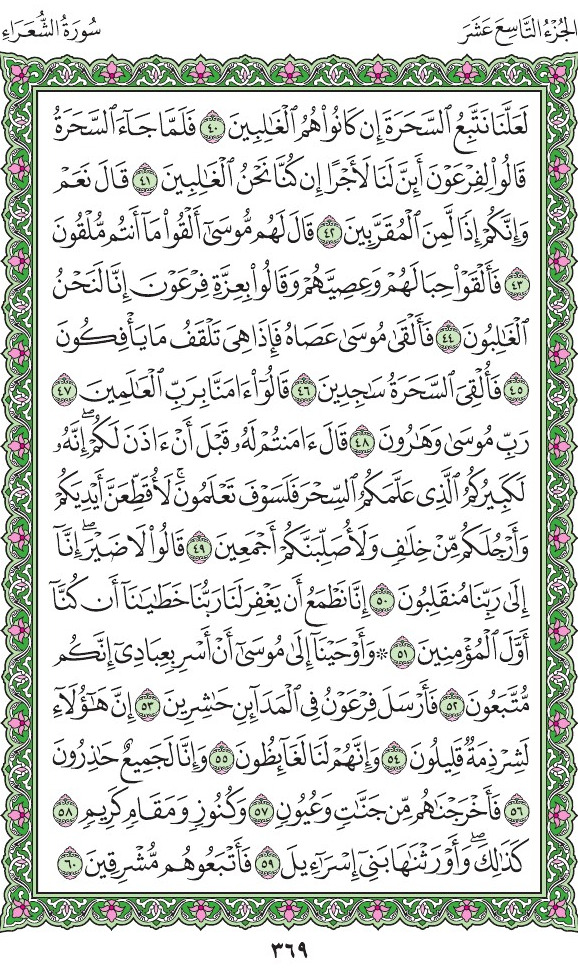 الجُزْءُ التَّاسِعَ عَشَرَ
سُورَةُ الشُّعَرَاءِ
لَعَلَّنَا نَتَّبِعُ ٱلسَّحَرَةَ إِن كَانُوا۟ هُمُ ٱلْغَٰلِبِينَ ٤٠ فَلَمَّا جَآءَ ٱلسَّحَرَةُ
قَالُوا۟ لِفِرْعَوْنَ أَئِنَّ لَنَا لَأَجْرًا إِن كُنَّا نَحْنُ ٱلْغَٰلِبِينَ ٤١ قَالَ نَعَمْ
وَإِنَّكُمْ إِذًا لَّمِنَ ٱلْمُقَرَّبِينَ ٤٢ قَالَ لَهُم مُّوسَىٰٓ أَلْقُوا۟ مَآ أَنتُم مُّلْقُونَ
٤٣ فَأَلْقَوْا۟ حِبَالَهُمْ وَعِصِيَّهُمْ وَقَالُوا۟ بِعِزَّةِ فِرْعَوْنَ إِنَّا لَنَحْنُ
ٱلْغَٰلِبُونَ ٤٤ فَأَلْقَىٰ مُوسَىٰ عَصَاهُ فَإِذَا هِىَ تَلْقَفُ مَا يَأْفِكُونَ
٤٥ فَأُلْقِىَ ٱلسَّحَرَةُ سَٰجِدِينَ ٤٦ قَالُوٓا۟ ءَامَنَّا بِرَبِّ ٱلْعَٰلَمِينَ ٤٧
رَبِّ مُوسَىٰ وَهَٰرُونَ ٤٨ قَالَ ءَامَنتُمْ لَهُۥ قَبْلَ أَنْ ءَاذَنَ لَكُمْ ۖ إِنَّهُۥ
لَكَبِيرُكُمُ ٱلَّذِى عَلَّمَكُمُ ٱلسِّحْرَ فَلَسَوْفَ تَعْلَمُونَ ۚ لَأُقَطِّعَنَّ أَيْدِيَكُمْ
وَأَرْجُلَكُم مِّنْ خِلَٰفٍ وَلَأُصَلِّبَنَّكُمْ أَجْمَعِينَ ٤٩ قَالُوا۟ لَا ضَيْرَ ۖ إِنَّآ
إِلَىٰ رَبِّنَا مُنقَلِبُونَ ٥٠ إِنَّا نَطْمَعُ أَن يَغْفِرَ لَنَا رَبُّنَا خَطَٰيَٰنَآ أَن كُنَّآ
أَوَّلَ ٱلْمُؤْمِنِينَ ٥١ ۞ وَأَوْحَيْنَآ إِلَىٰ مُوسَىٰٓ أَنْ أَسْرِ بِعِبَادِىٓ إِنَّكُم
مُّتَّبَعُونَ ٥٢ فَأَرْسَلَ فِرْعَوْنُ فِى ٱلْمَدَآئِنِ حَٰشِرِينَ ٥٣ إِنَّ هَٰٓؤُلَآءِ
لَشِرْذِمَةٌ قَلِيلُونَ ٥٤ وَإِنَّهُمْ لَنَا لَغَآئِظُونَ ٥٥ وَإِنَّا لَجَمِيعٌ حَٰذِرُونَ
٥٦ فَأَخْرَجْنَٰهُم مِّن جَنَّٰتٍ وَعُيُونٍ ٥٧ وَكُنُوزٍ وَمَقَامٍ كَرِيمٍ ٥٨
كَذَٰلِكَ ۖ وَأَوْرَثْنَٰهَا بَنِىٓ إِسْرَٰٓءِيلَ ٥٩ فَأَتْبَعُوهُم مُّشْرِقِينَ ٦٠
٣٦٩